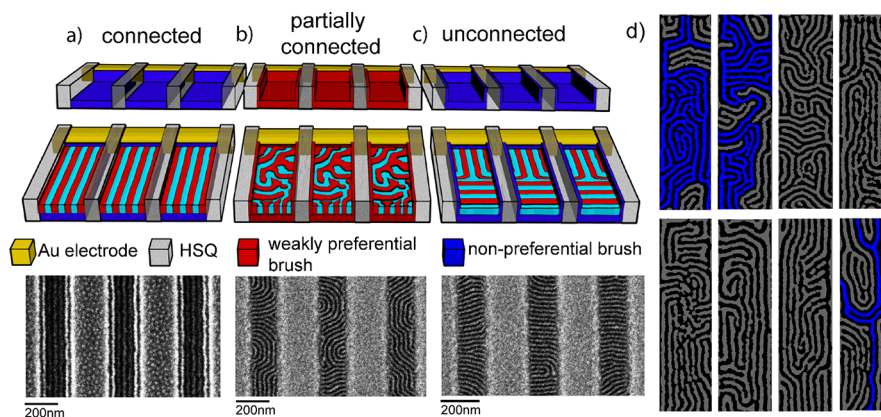 a) connected
b) partially
connected
c) unconnected
d)
Au electrode
HSQ
weakly preferential
brush
non-preferential brush
200nm
200nm
200nm